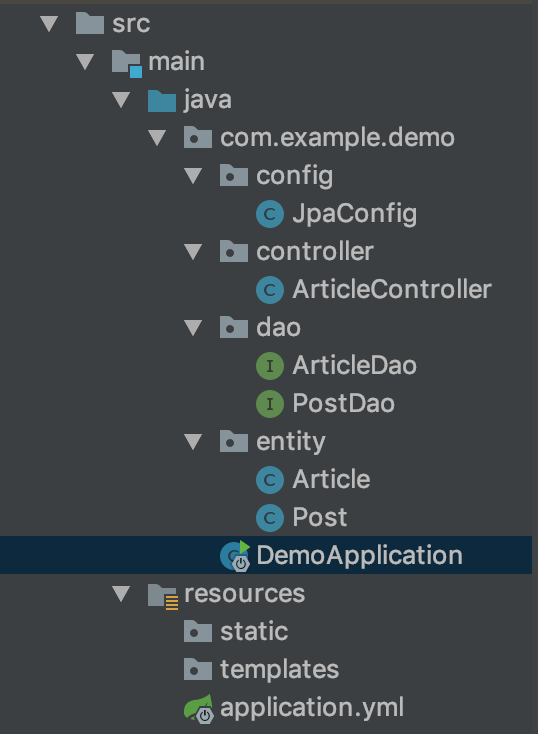 src
main
java
com.example.demo
config
C JpaConfig
controller
C ArticleController
dao
I ArticleDao
I PostDao
entity
C Article
C Post
DemoApplication
resources
static
templates
application.yml